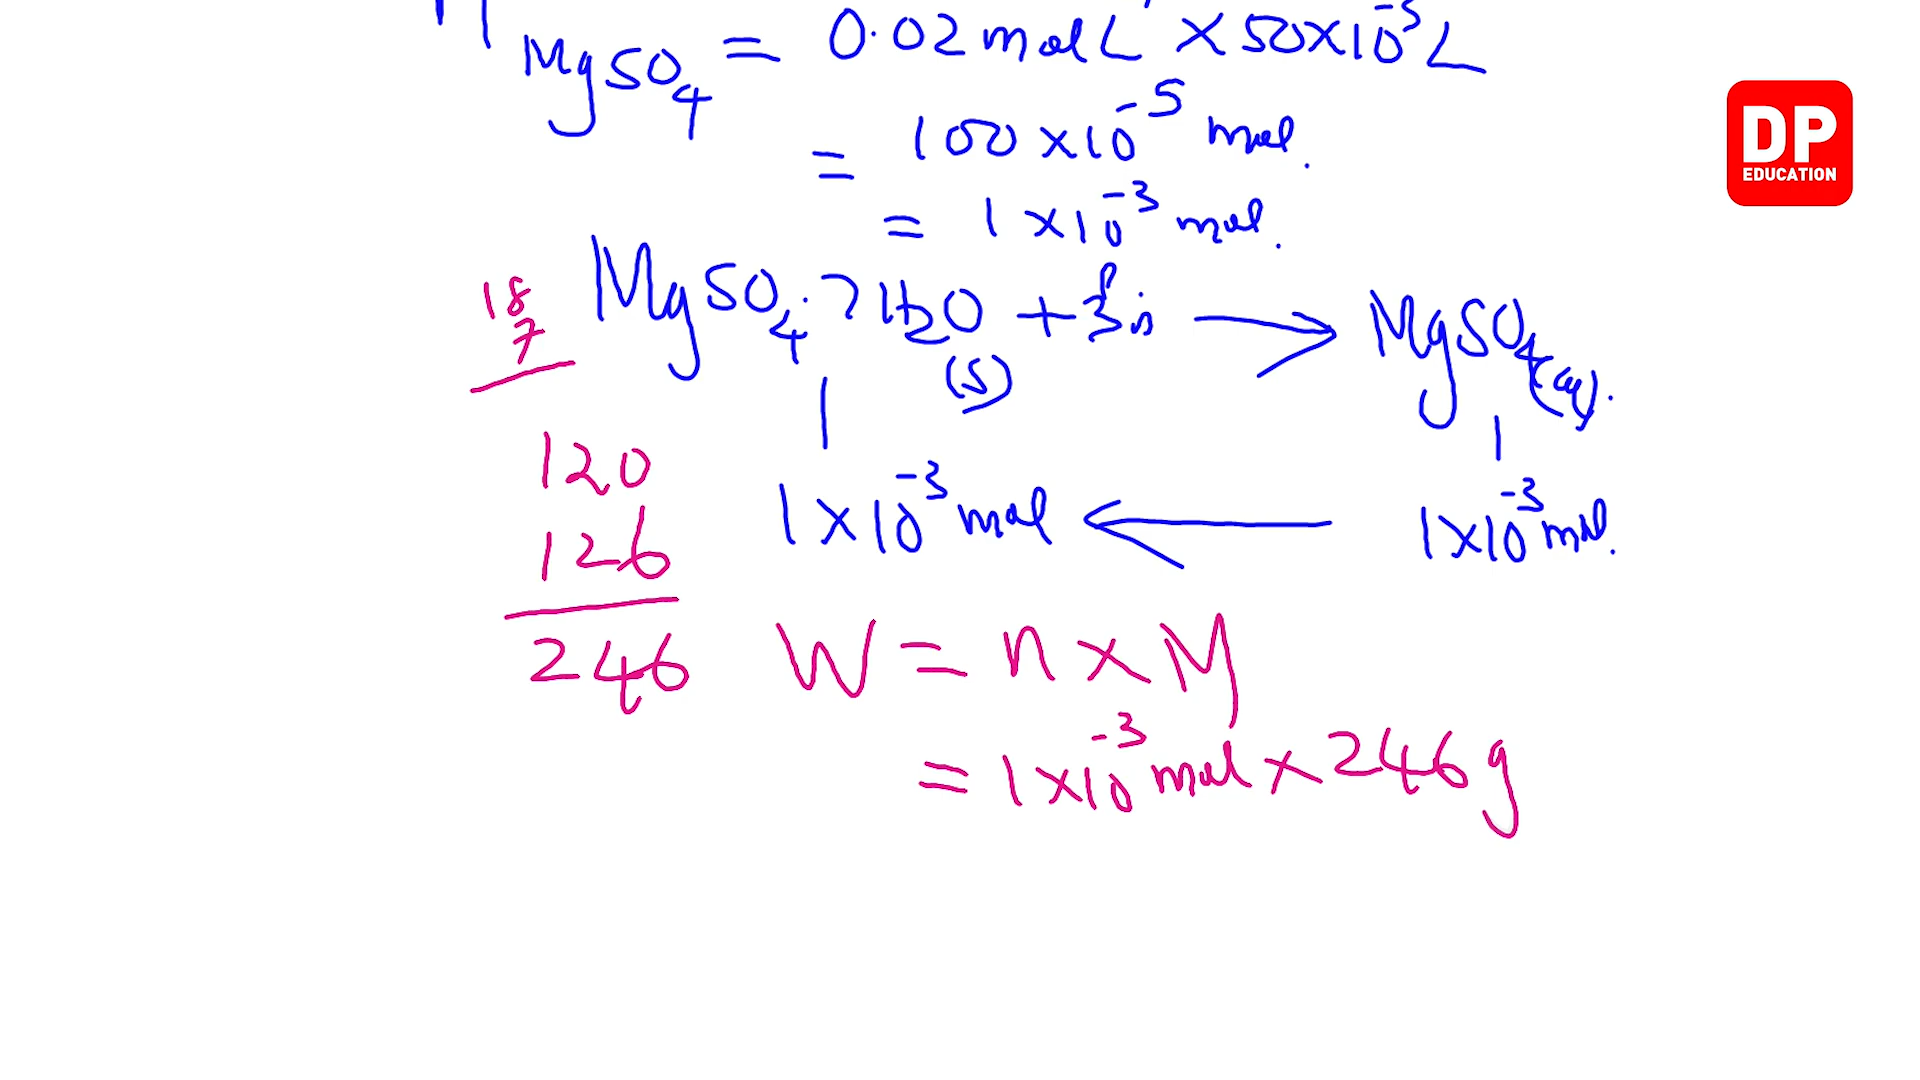 n MgSO₄ = 0.02 mol L⁻¹ × 50×10⁻³ L
= 100 ×10⁻⁵ mol.
= 1 ×10⁻³ mol.
DP
EDUCATION
18
7
MgSO₄.7H₂O (s) + → MgSO₄(aq).
1 1
1×10⁻³ mol ← 1×10⁻³ mol.
120
126
246
W = n × M
= 1×10⁻³ mol × 246 g